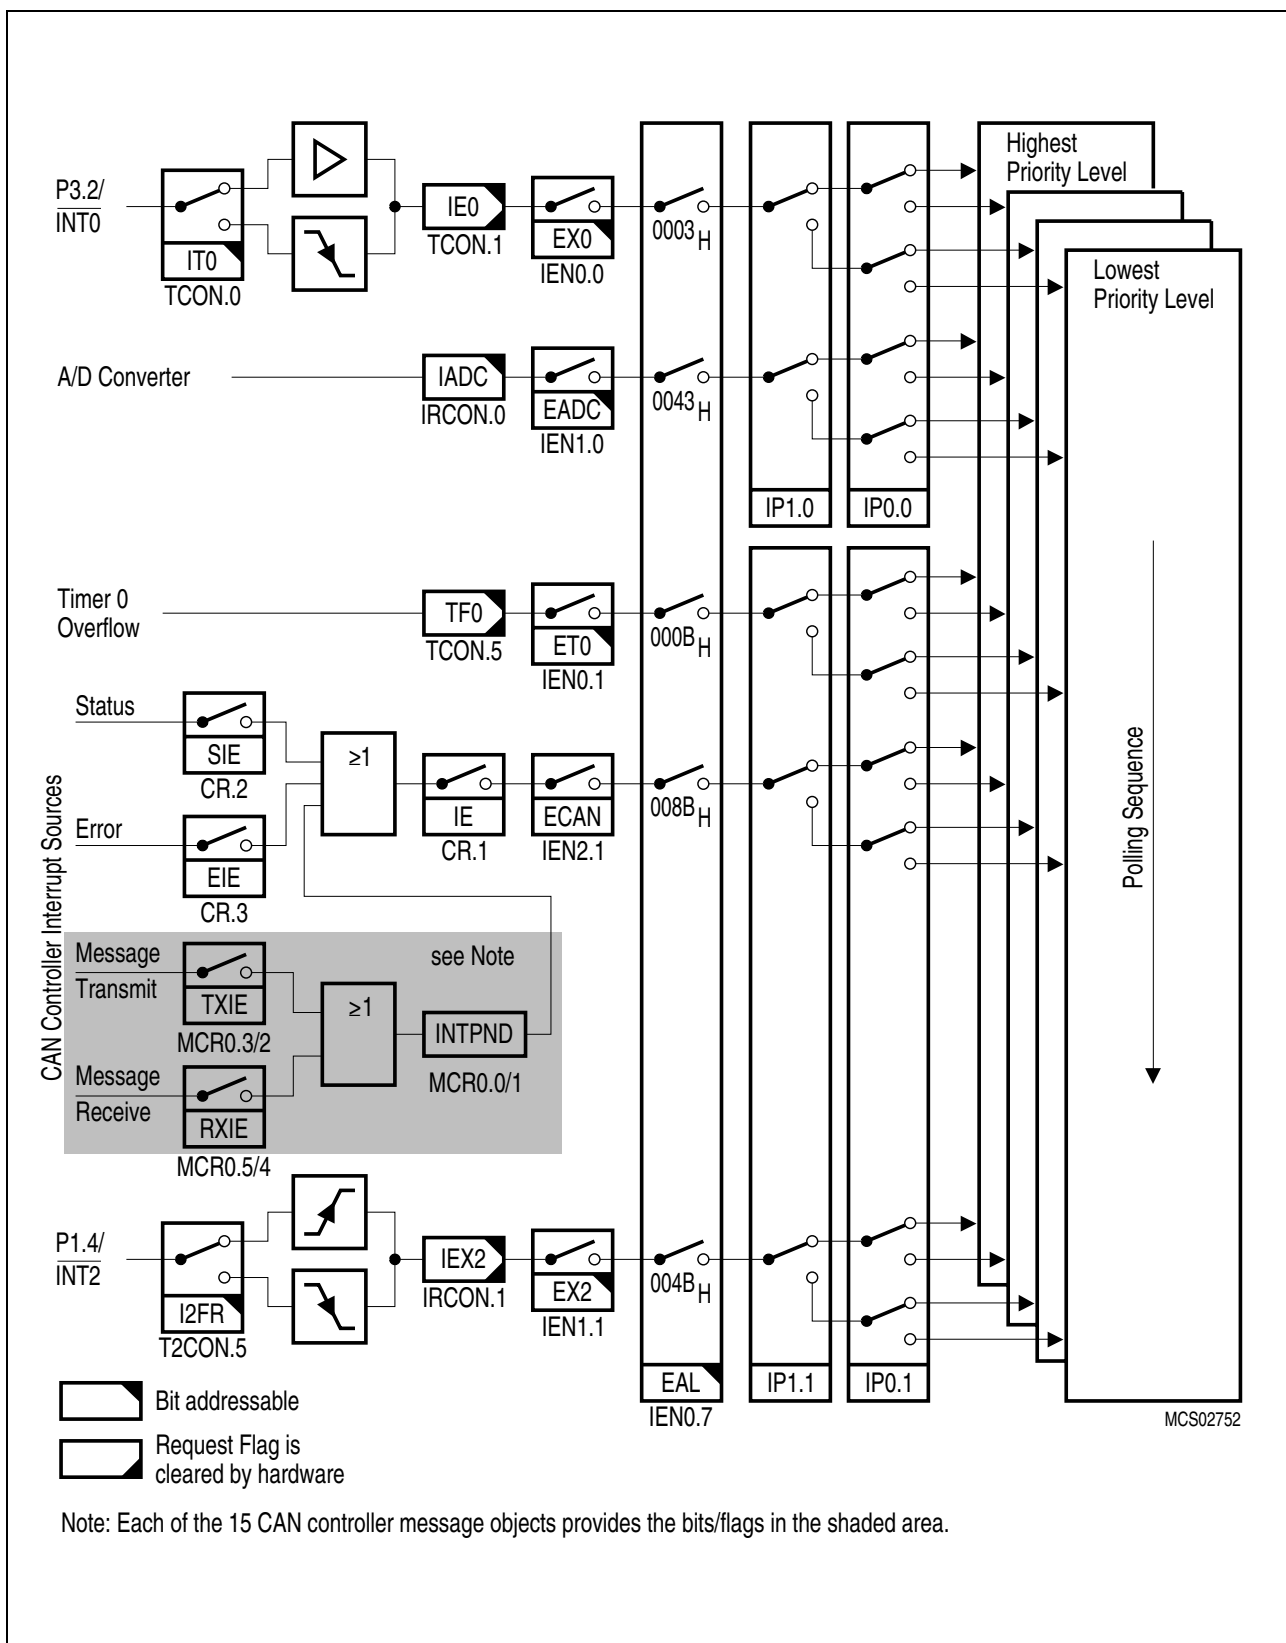 Highest
Priority Level
P3.2/
INT0
IT0
TCON.0
IE0
TCON.1
EX0
IEN0.0
0003 H
Lowest
Priority Level
A/D Converter
IADC
IRCON.0
EADC
IEN1.0
0043 H
IP1.0
IP0.0
Timer 0
Overflow
TF0
TCON.5
ET0
IEN0.1
000B H
CAN Controller Interrupt Sources
Status
SIE
CR.2
≥1
IE
CR.1
ECAN
IEN2.1
008B H
Error
EIE
CR.3
Polling Sequence
Message
Transmit
TXIE
MCR0.3/2
see Note
≥1
INTPND
MCR0.0/1
Message
Receive
RXIE
MCR0.5/4
P1.4/
INT2
I2FR
T2CON.5
IEX2
IRCON.1
EX2
IEN1.1
004B H
EAL
IEN0.7
IP1.1
IP0.1
MCS02752
Bit addressable
Request Flag is
cleared by hardware
Note: Each of the 15 CAN controller message objects provides the bits/flags in the shaded area.